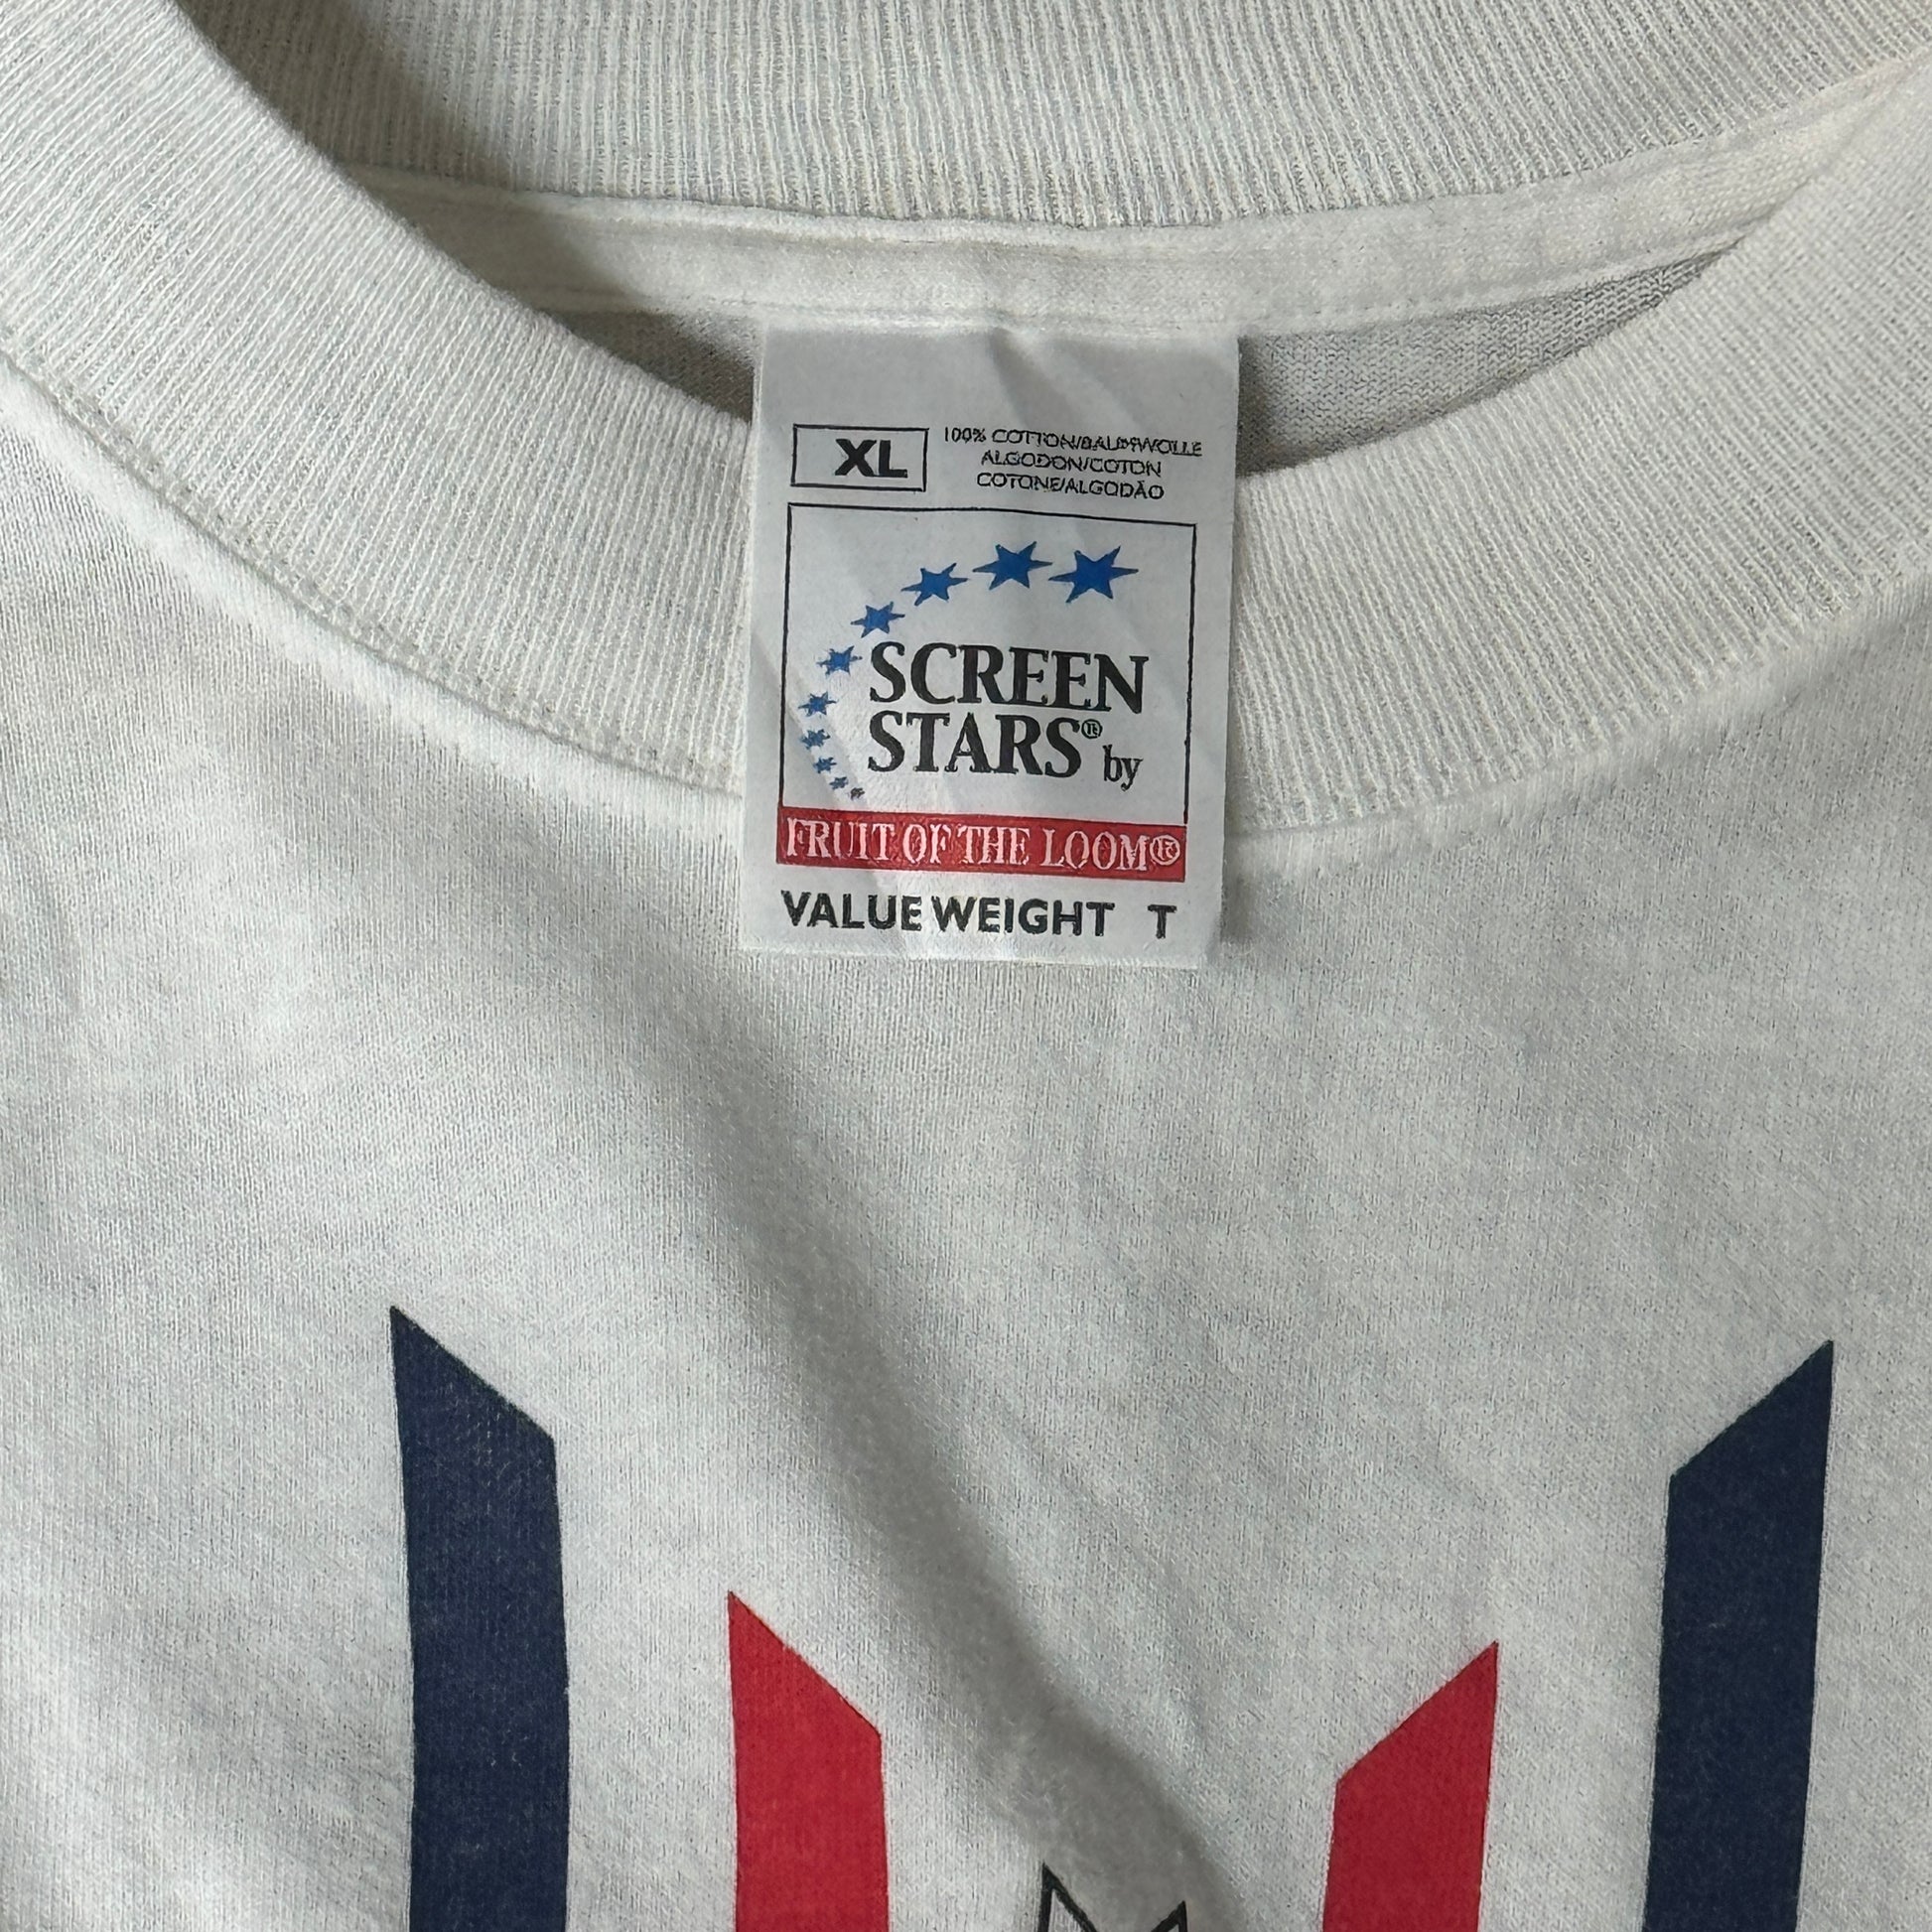 XL
100% COTTON/BAUMWOLLE
ALGODON/COTON
COTONE/ALGODÃO
SCREEN
STARS® by
FRUIT OF THE LOOM®
VALUE WEIGHT T